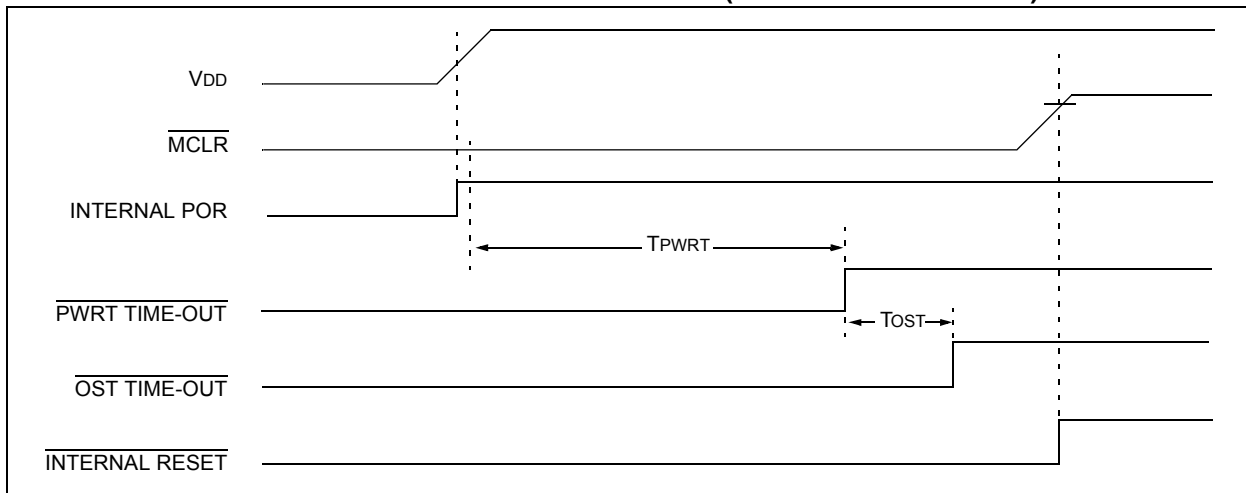 VDD
MCLR
INTERNAL POR
TPWRT
PWRT TIME-OUT
TOST
OST TIME-OUT
INTERNAL RESET